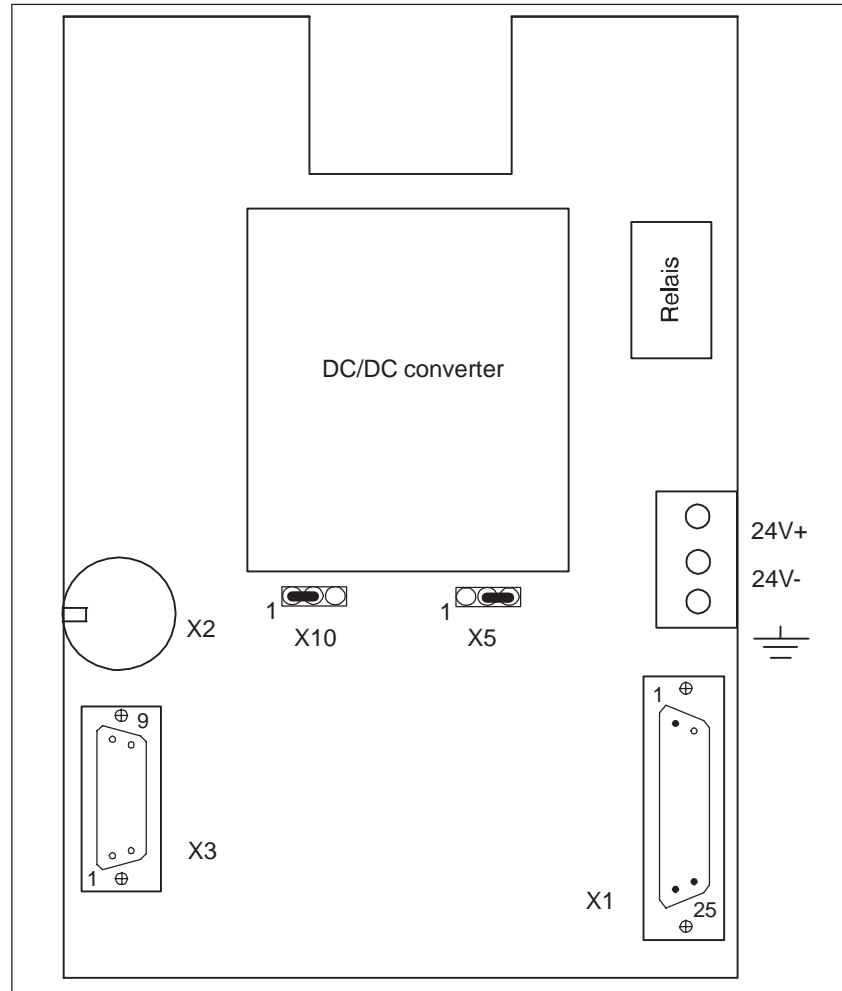 Relais
DC/DC converter
24V+
24V-
X2
1
X10
1
X5
9
1
X3
1
25
X1